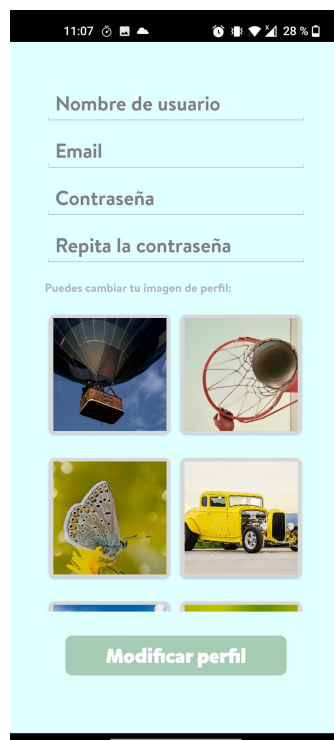 11:07 28 %
Nombre de usuario
Email
Contraseña
Repita la contraseña
Puedes cambiar tu imagen de perfil:
Modificar perfil